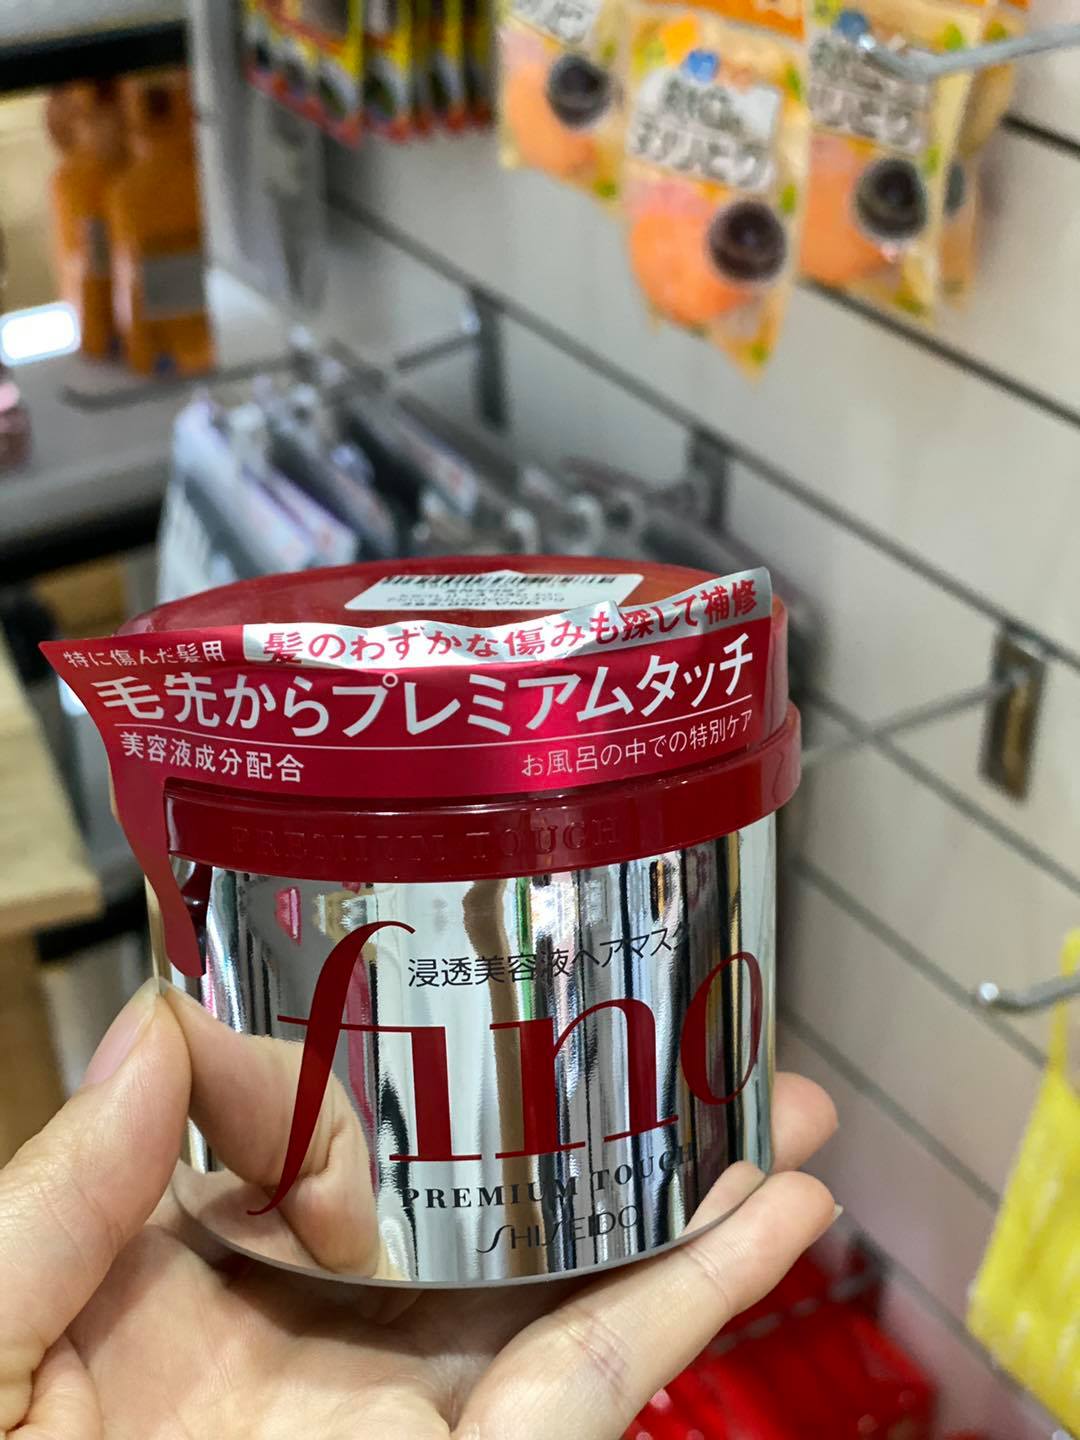 髪のわずかな傷みも探して補修
特に傷んだ髪用
毛先からプレミアムタッチ
美容液成分配合
お風呂の中での特別ケア
PREMIUM TOUCH
浸透美容液ヘアマスク
fino
PREMIUM TOUCH
SHISEIDO